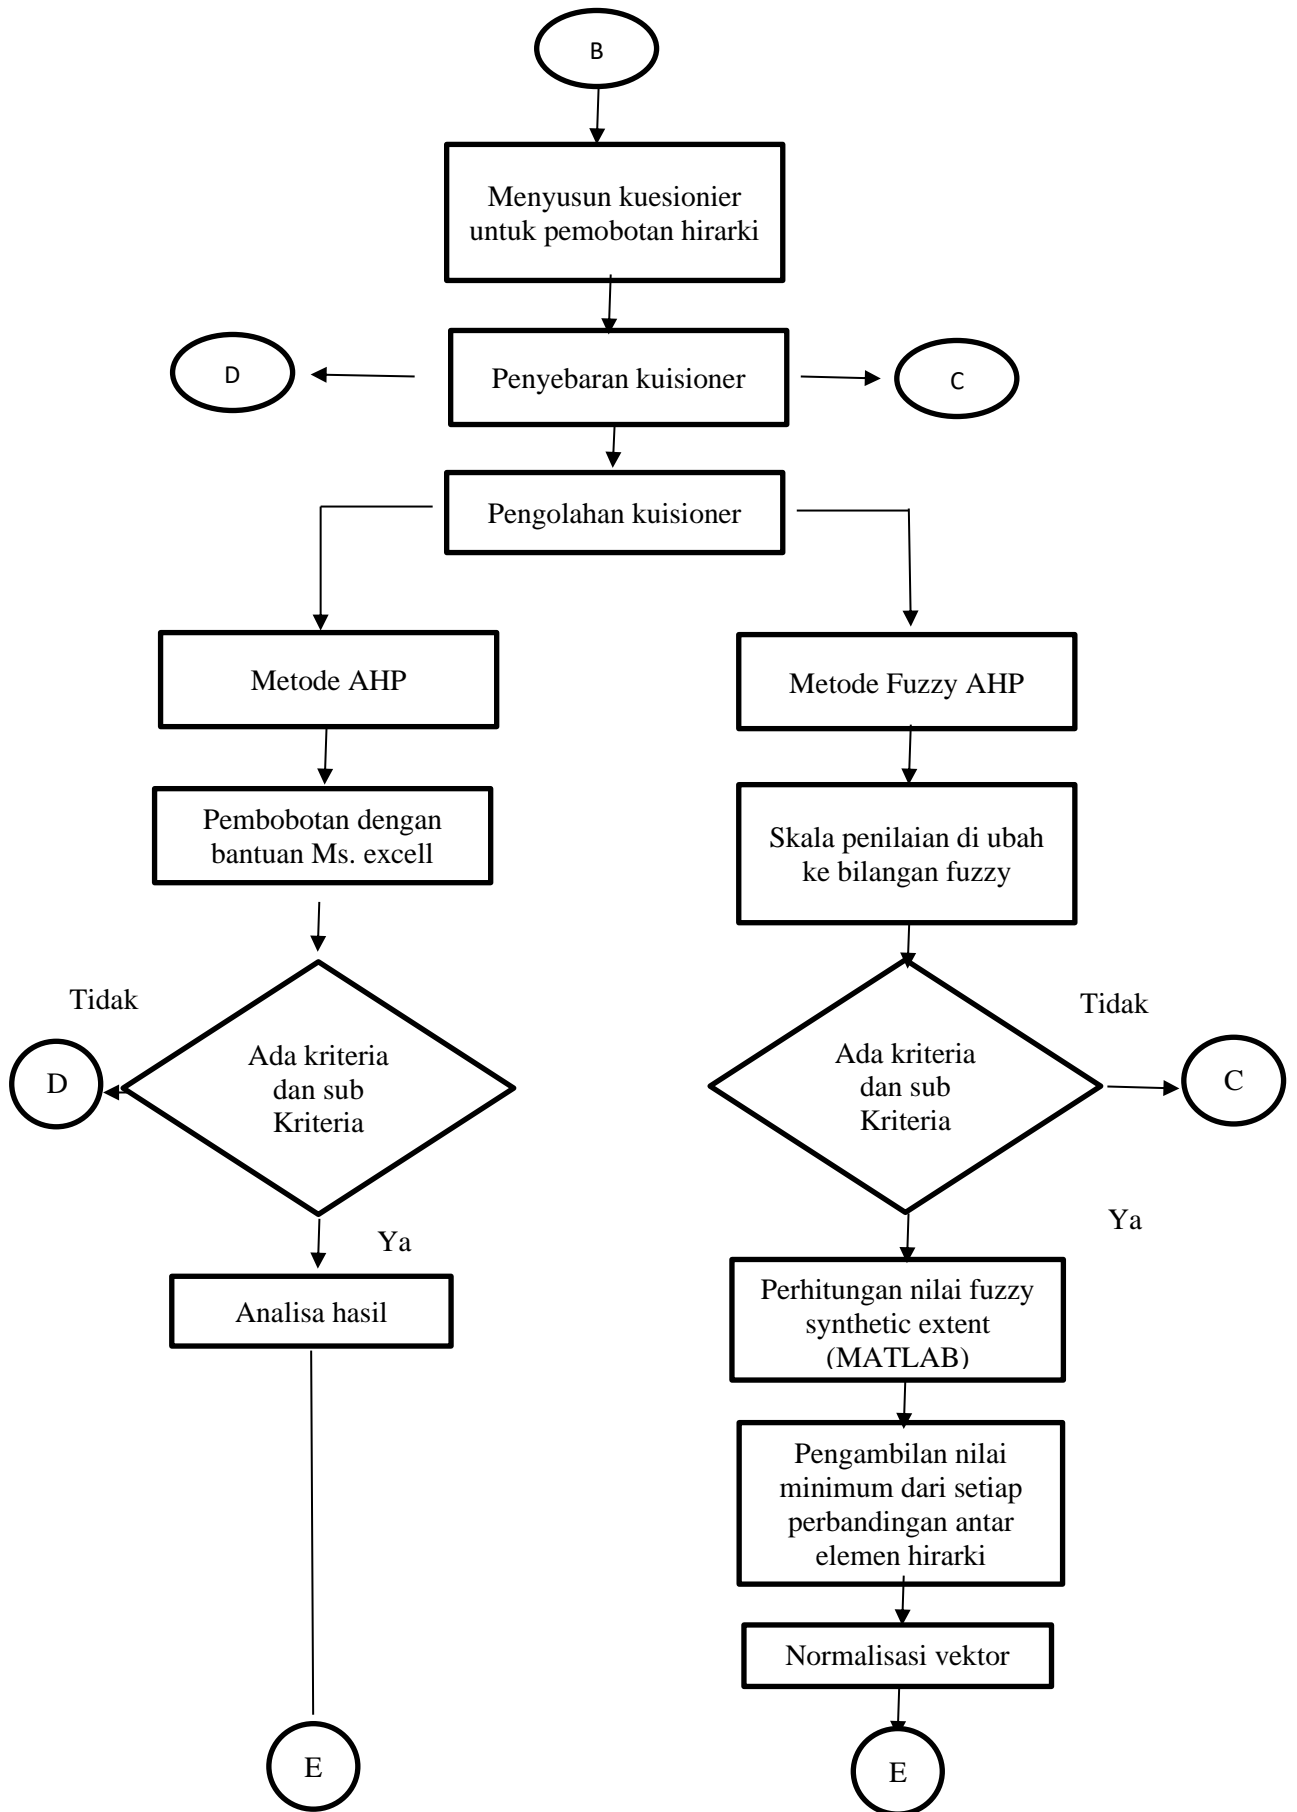 B
Menyusun kuesionier
untuk pemobotan hirarki
D
Penyebaran kuisioner
C
Pengolahan kuisioner
Metode AHP
Metode Fuzzy AHP
Pembobotan dengan
bantuan Ms. excell
Skala penilaian di ubah
ke bilangan fuzzy
Tidak
Ada kriteria
dan sub
Kriteria
D
Tidak
Ada kriteria
dan sub
Kriteria
C
Ya
Analisa hasil
Ya
Perhitungan nilai fuzzy
synthetic extent
(MATLAB)
Pengambilan nilai
minimum dari setiap
perbandingan antar
elemen hirarki
Normalisasi vektor
E
E